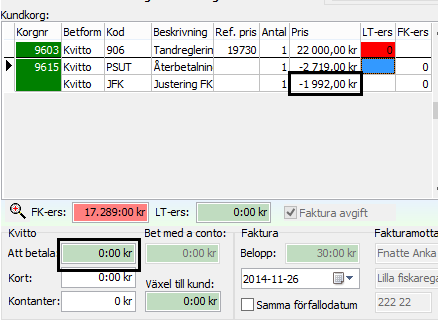 Kundkorg:
Korgnr Betform Kod Beskrivning Ref. pris Antal Pris LT-ers FK-ers
9603 Kvitto 906 Tandreglerin 19730 1 22 000,00 kr 0
9615 Kvitto PSUT Återbetalnin 1 -2 719,00 kr 0
Kvitto JFK Justering FK 1 -1 992,00 kr 0
FK-ers: 17.289:00 kr LT-ers: 0:00 kr Faktura avgift
Kvitto Bet med a conto: Faktura Fakturamotta
Att betala: 0:00 kr 0:00 kr Belopp: 30:00 kr Fnatte Anka
Kort: 0:00 kr Växel till kund: 2014-11-26 Lilla fiskarega
Kontanter: 0 kr 0:00 kr Samma förfallodatum 222 22